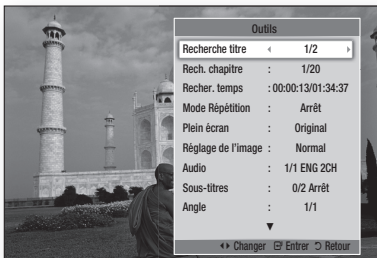 Outils
Recherche titre 1/2
Rech. chapitre : 1/20
Recher. temps : 00:00:13/01:34:37
Mode Répétition : Arrêt
Plein écran : Original
Réglage de l'image : Normal
Audio : 1/1 ENG 2CH
Sous-titres : 0/2 Arrêt
Angle : 1/1
Changer Entrer Retour